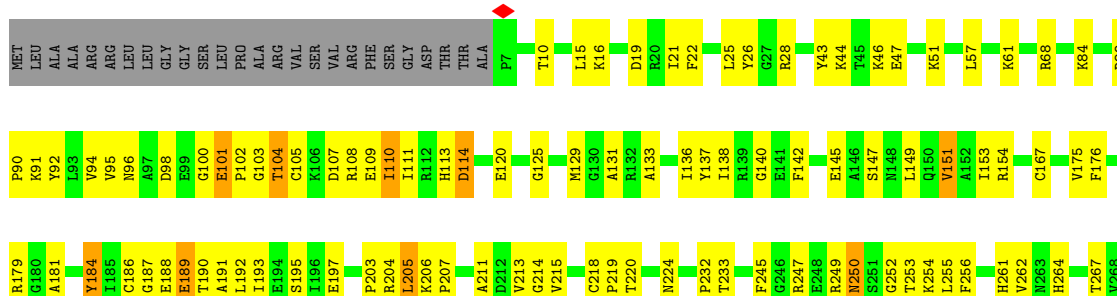 MET LEU ALA ALA ARG ARG LEU LEU GLY GLY SER LEU PRO ALA ARG VAL SER VAL ARG PHE SER GLY ASP THR THR ALA P7 T10 L15 K16 D19 R20 I21 F22 L25 Y26 G27 R28 Y43 K44 T45 K46 E47 K51 L57 K61 R68 K84
P90 K91 Y92 L93 V94 V95 N96 A97 D98 E99 G100 E101 P102 G103 T104 C105 K106 D107 R108 E109 I110 I111 R112 H113 D114 E120 G125 M129 G130 A131 R132 A133 I136 Y137 I138 R139 G140 E141 F142 E145 A146 S147 N148 L149 Q150 V151 A152 I153 R154 C167 V175 F176
R179 G180 A181 Y184 I185 C186 G187 E188 E189 T190 A191 L192 I193 E194 S195 I196 E197 P203 R204 L205 K206 P207 A211 D212 V213 G214 V215 C218 P219 T220 N224 P232 T233 F245 G246 R247 E248 R249 N250 S251 G252 T253 K254 L255 F256 H261 V262 N263 H264 T267